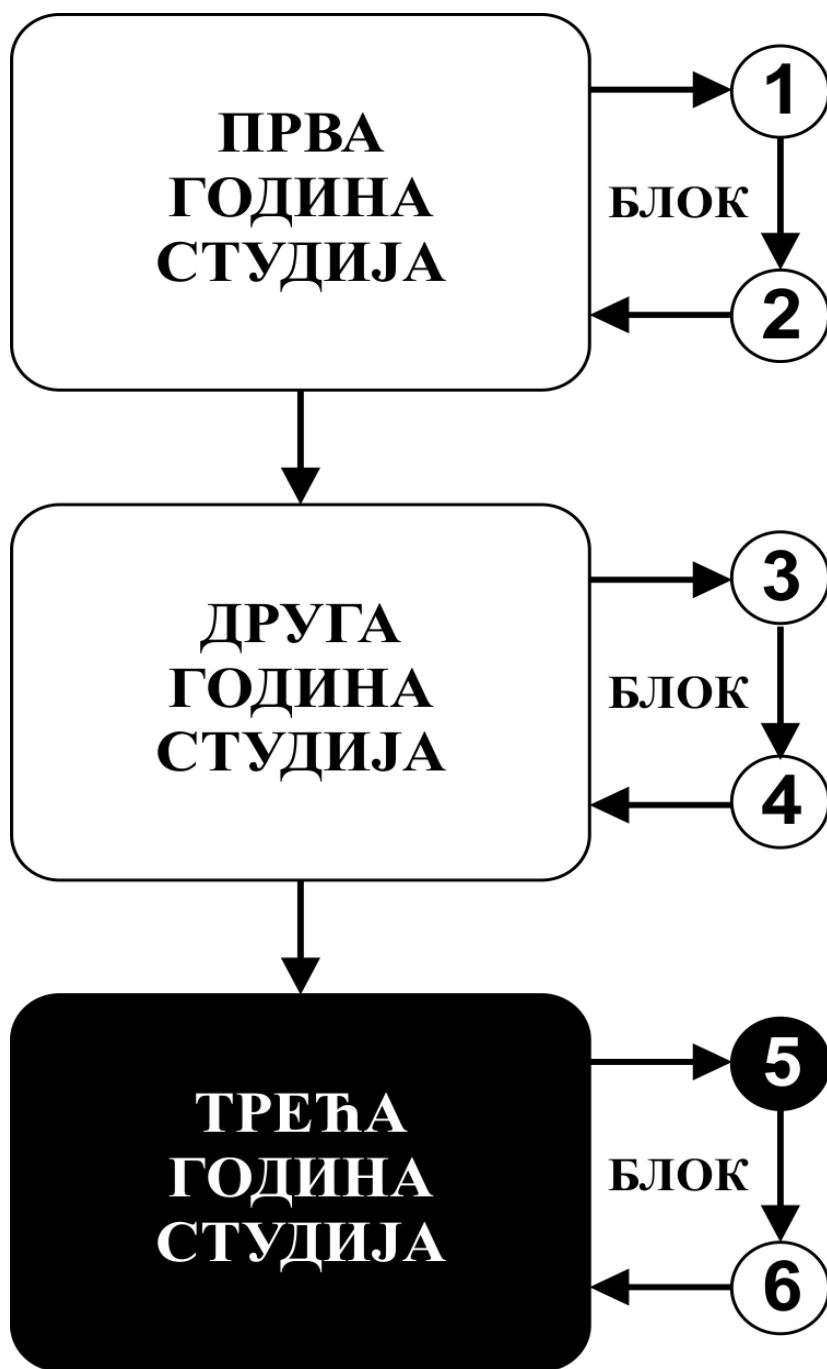 ПРВА
ГОДИНА
СТУДИЈА
1
БЛОК
2
ДРУГА
ГОДИНА
СТУДИЈА
3
БЛОК
4
ТРЕЋА
ГОДИНА
СТУДИЈА
5
БЛОК
6